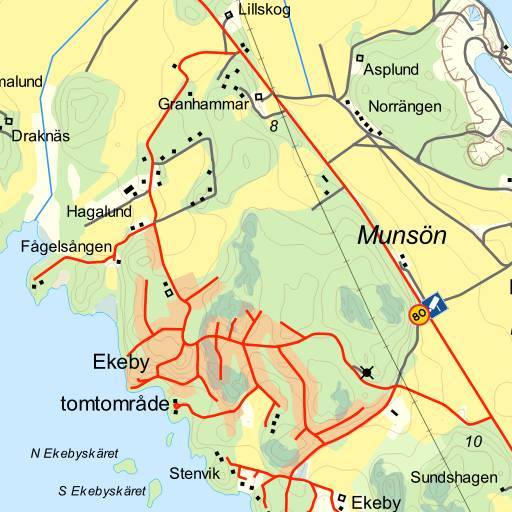 Lillskog
Asplund
malund
Granhammar
Norrängen
8
Draknäs
Hagalund
Munsön
Fågelsången
80
Ekeby
tomtområde
10
N Ekebyskäret
Stenvik
Sundshagen
S Ekebyskäret
Ekeby